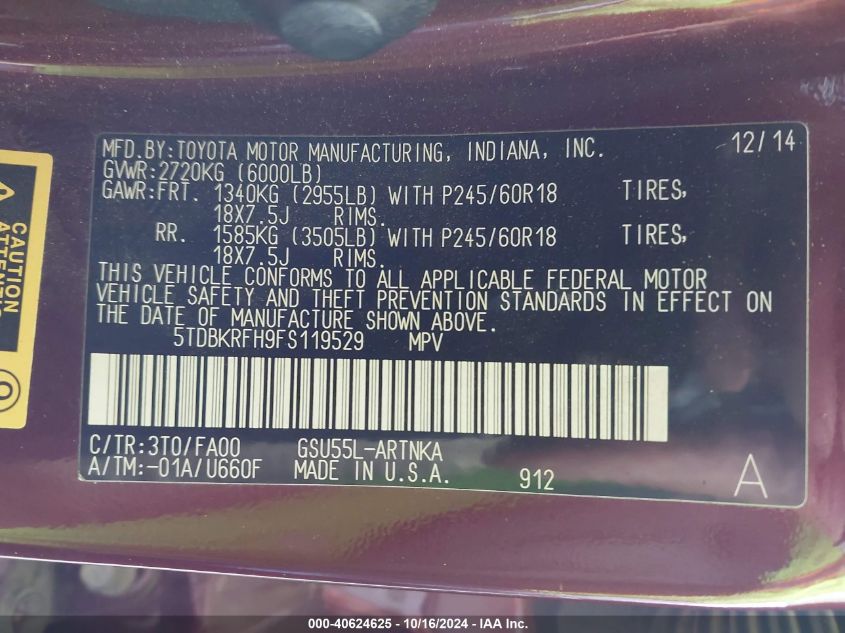 MFD.BY:TOYOTA MOTOR MANUFACTURING, INDIANA, INC. 12/14
GVWR:2720KG (6000LB)
GAWR:FRT. 1340KG (2955LB) WITH P245/60R18 TIRES,
18X7.5J RIMS.
RR. 1585KG (3505LB) WITH P245/60R18 TIRES,
18X7.5J RIMS.
THIS VEHICLE CONFORMS TO ALL APPLICABLE FEDERAL MOTOR
VEHICLE SAFETY AND THEFT PREVENTION STANDARDS IN EFFECT ON
THE DATE OF MANUFACTURE SHOWN ABOVE.
5TDBKRFH9FS119529 MPV
C/TR:3T0/FA00 GSU55L-ARTNKA
A/TM:-01A/U660F MADE IN U.S.A. 912 A
CAUTION
000-40624625 - 10/16/2024 - IAA Inc.